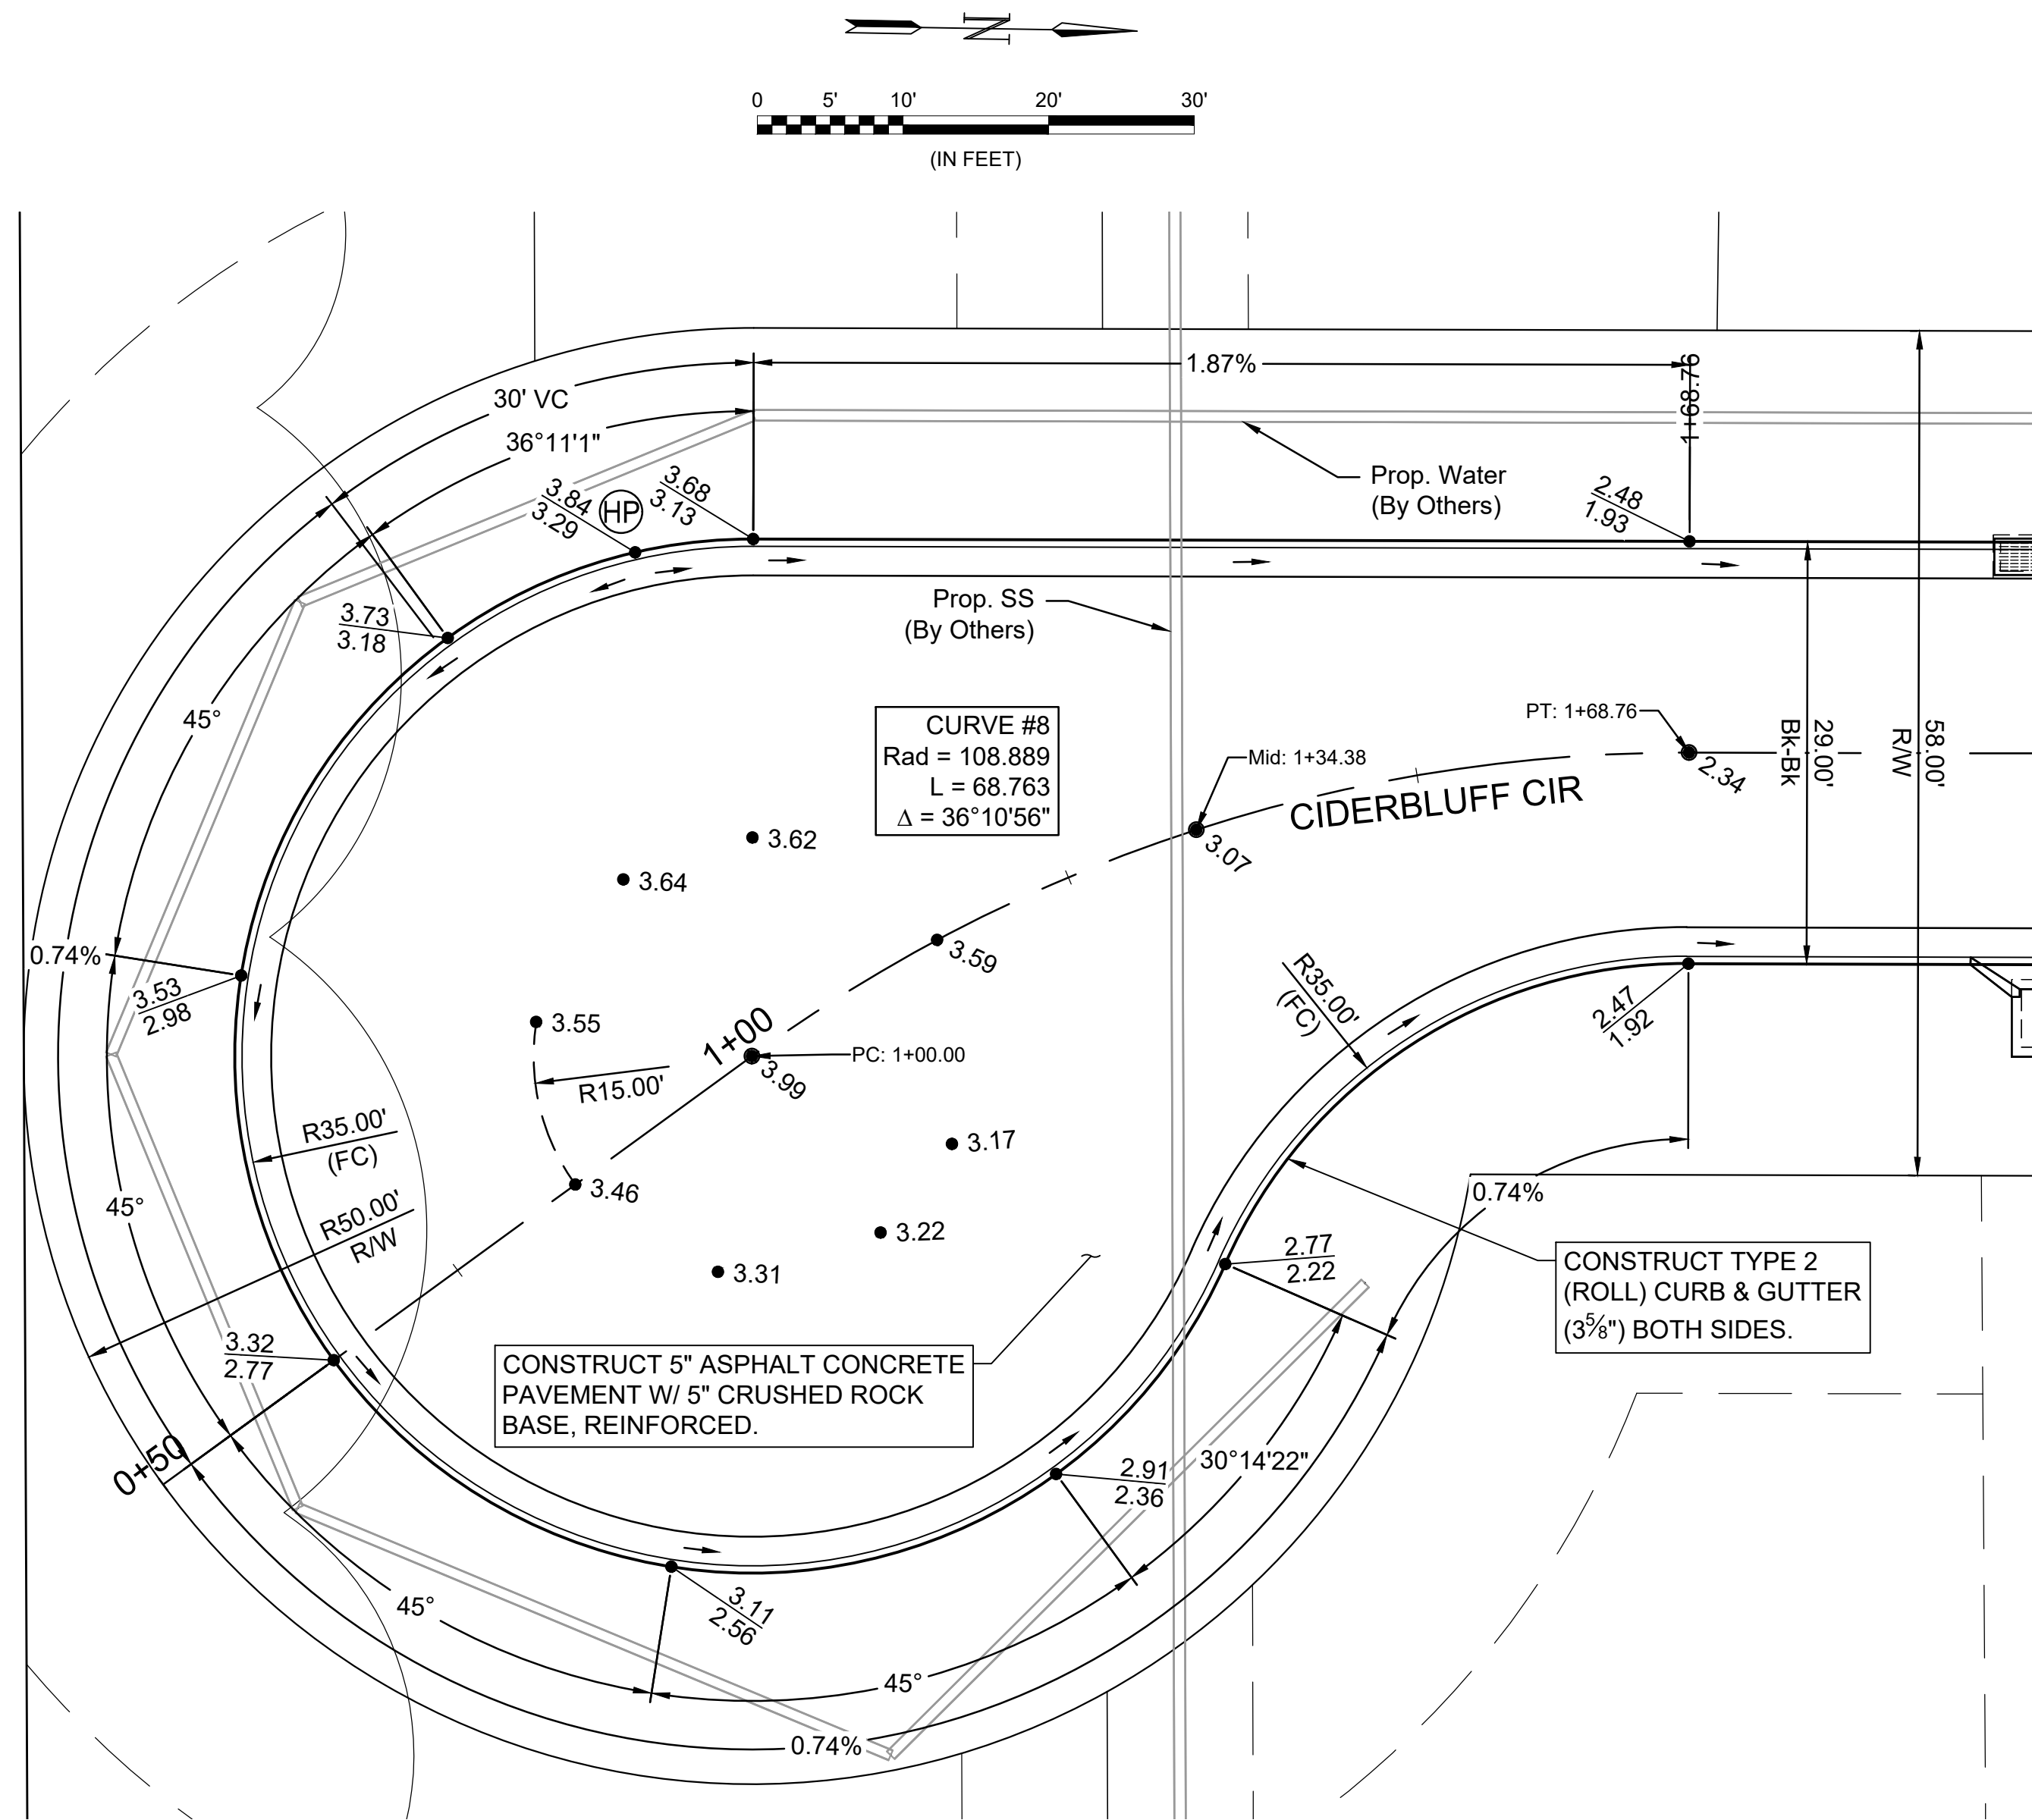 N
0 5' 10' 20' 30'
(IN FEET)
1.87%
1+68.76
30' VC
36°11'1"
3.84
3.29
HP
3.68
3.13
Prop. Water
(By Others)
2.48
1.93
3.73
3.18
Prop. SS
(By Others)
45°
CURVE #8
Rad = 108.889
L = 68.763
Δ = 36°10'56"
PT: 1+68.76
2.34
29.00'
Bk-Bk
58.00'
R/W
Mid: 1+34.38
3.07
CIDERBLUFF CIR
3.62
3.64
3.59
0.74%
3.53
2.98
R35.00'
(FC)
2.47
1.92
3.55
1+00
PC: 1+00.00
3.99
R15.00'
R35.00'
(FC)
3.17
3.46
45°
R50.00'
R/W
3.22
0.74%
3.31
2.77
2.22
CONSTRUCT TYPE 2
(ROLL) CURB & GUTTER
(3⅝") BOTH SIDES.
3.32
2.77
CONSTRUCT 5" ASPHALT CONCRETE
PAVEMENT W/ 5" CRUSHED ROCK
BASE, REINFORCED.
0+50
2.91
2.36
30°14'22"
3.11
2.56
45°
45°
0.74%